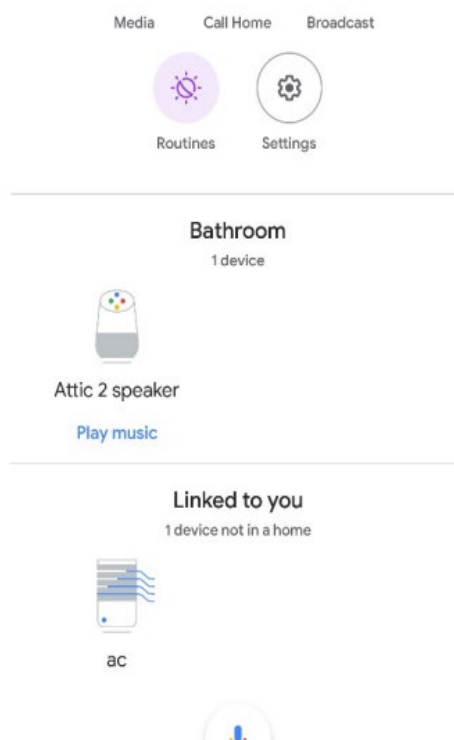 Media Call Home Broadcast
Routines Settings
Bathroom
1 device
Attic 2 speaker
Play music
Linked to you
1 device not in a home
ac